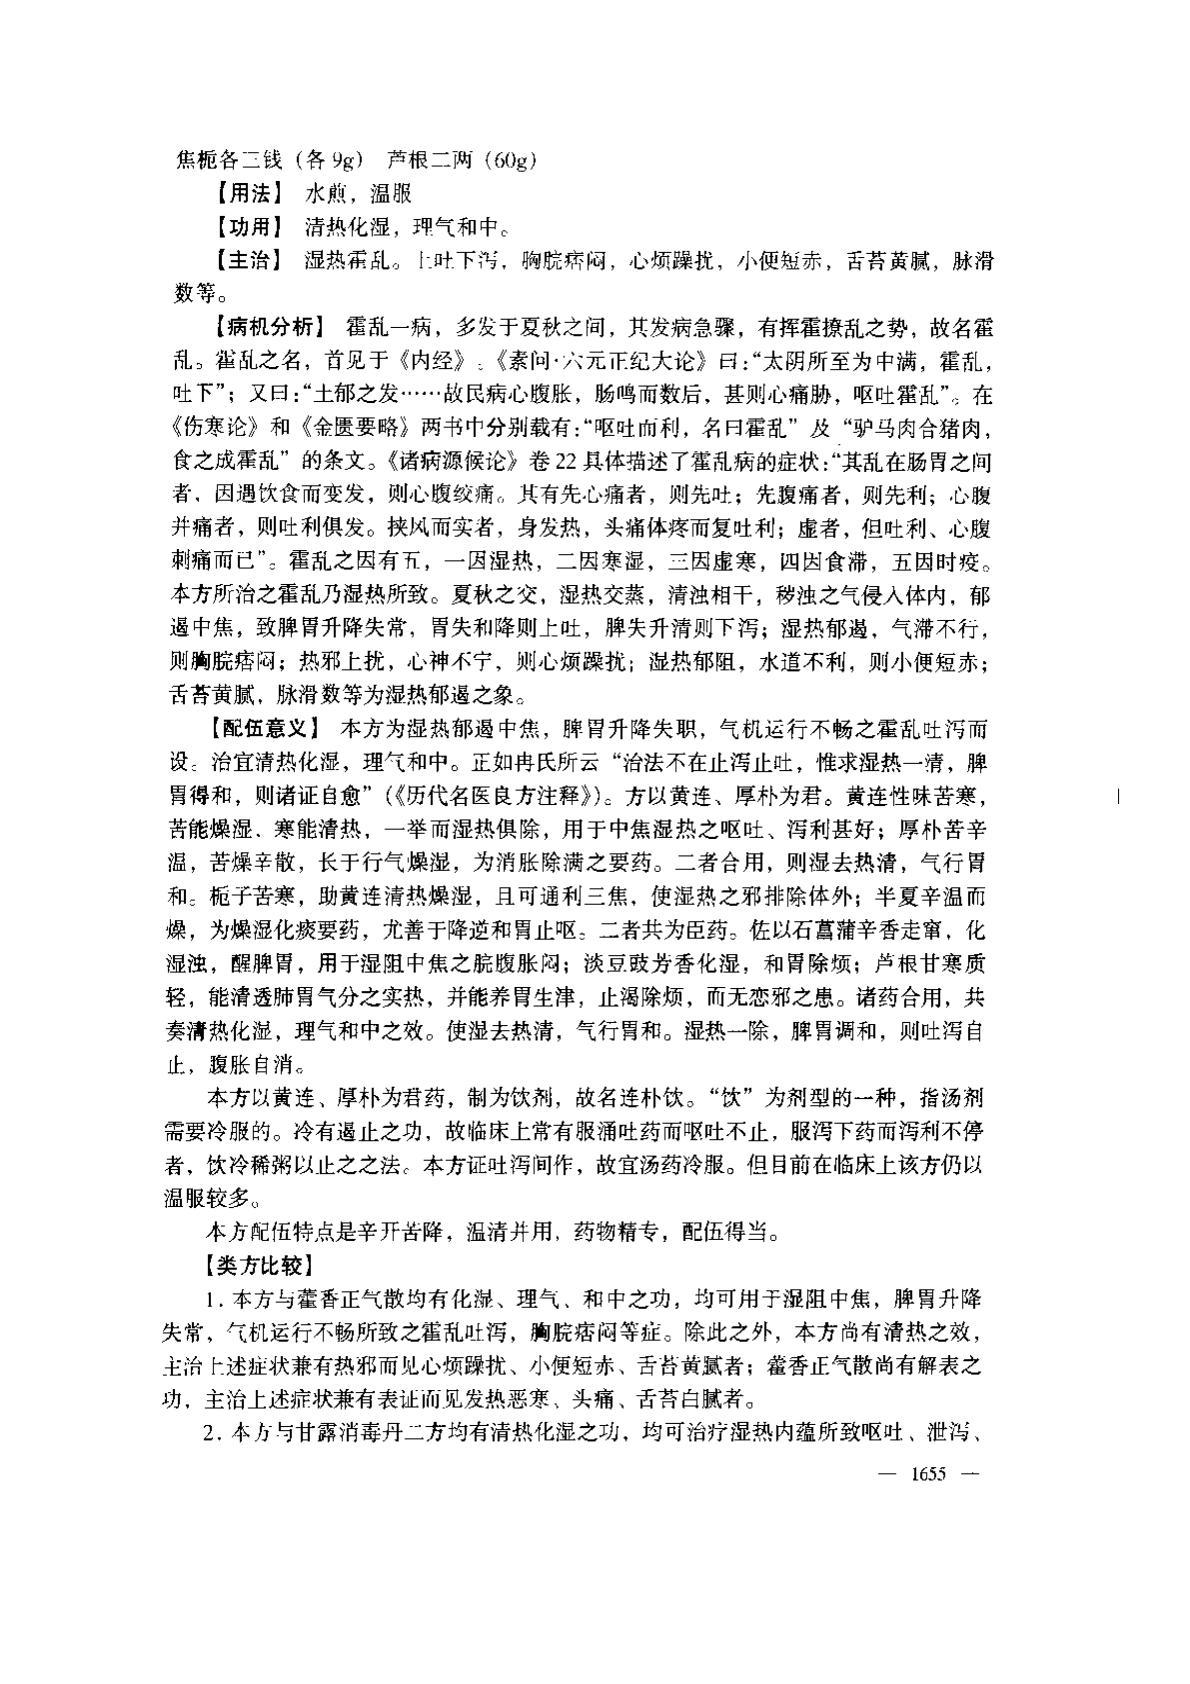 焦栀各三钱（各 9g）　芦根二两（60g）
【用法】　水煎，温服
【功用】　清热化湿，理气和中。
【主治】　湿热霍乱。上吐下泻，胸脘痞闷，心烦躁扰，小便短赤，舌苔黄腻，脉滑
数等。
【病机分析】　霍乱一病，多发于夏秋之间，其发病急骤，有挥霍撩乱之势，故名霍
乱。霍乱之名，首见于《内经》。《素问·六元正纪大论》曰：“太阴所至为中满，霍乱，
吐下”；又曰：“土郁之发……故民病心腹胀，肠鸣而数后，甚则心痛胁，呕吐霍乱”。在
《伤寒论》和《金匮要略》两书中分别载有：“呕吐而利，名曰霍乱”及“驴马肉合猪肉，
食之成霍乱”的条文。《诸病源候论》卷 22 具体描述了霍乱病的症状：“其乱在肠胃之间
者，因遇饮食而变发，则心腹绞痛。其有先心痛者，则先吐；先腹痛者，则先利；心腹
并痛者，则吐利俱发。挟风而实者，身发热，头痛体疼而复吐利；虚者，但吐利、心腹
刺痛而已”。霍乱之因有五，一因湿热，二因寒湿，三因虚寒，四因食滞，五因时疫。
本方所治之霍乱乃湿热所致。夏秋之交，湿热交蒸，清浊相干，秽浊之气侵入体内，郁
遏中焦，致脾胃升降失常，胃失和降则上吐，脾失升清则下泻；湿热郁遏，气滞不行，
则胸脘痞闷；热邪上扰，心神不宁，则心烦躁扰；湿热郁阻，水道不利，则小便短赤；
舌苔黄腻，脉滑数等为湿热郁遏之象。
【配伍意义】　本方为湿热郁遏中焦，脾胃升降失职，气机运行不畅之霍乱吐泻而
设。治宜清热化湿，理气和中。正如冉氏所云“治法不在止泻止吐，惟求湿热一清，脾
胃得和，则诸证自愈”（《历代名医良方注释》）。方以黄连、厚朴为君。黄连性味苦寒，
苦能燥湿、寒能清热，一举而湿热俱除，用于中焦湿热之呕吐、泻利甚好；厚朴苦辛
温，苦燥辛散，长于行气燥湿，为消胀除满之要药。二者合用，则湿去热清，气行胃
和。栀子苦寒，助黄连清热燥湿，且可通利三焦，使湿热之邪排除体外；半夏辛温而
燥，为燥湿化痰要药，尤善于降逆和胃止呕。二者共为臣药。佐以石菖蒲辛香走窜，化
湿浊，醒脾胃，用于湿阻中焦之脘腹胀闷；淡豆豉芳香化湿，和胃除烦；芦根甘寒质
轻，能清透肺胃气分之实热，并能养胃生津，止渴除烦，而无恋邪之患。诸药合用，共
奏清热化湿，理气和中之效。使湿去热清，气行胃和。湿热一除，脾胃调和，则吐泻自
止，腹胀自消。
本方以黄连、厚朴为君药，制为饮剂，故名连朴饮。“饮”为剂型的一种，指汤剂
需要冷服的。冷有遏止之功，故临床上常有服涌吐药而呕吐不止，服泻下药而泻利不停
者，饮冷稀粥以止之之法。本方证吐泻间作，故宜汤药冷服。但目前在临床上该方仍以
温服较多。
本方配伍特点是辛开苦降，温清并用，药物精专，配伍得当。
【类方比较】
1. 本方与藿香正气散均有化湿、理气、和中之功，均可用于湿阻中焦，脾胃升降
失常，气机运行不畅所致之霍乱吐泻，胸脘痞闷等症。除此之外，本方尚有清热之效，
主治上述症状兼有热邪而见心烦躁扰、小便短赤、舌苔黄腻者；藿香正气散尚有解表之
功，主治上述症状兼有表证而见发热恶寒、头痛、舌苔白腻者。
2. 本方与甘露消毒丹二方均有清热化湿之功，均可治疗湿热内蕴所致呕吐、泄泻、
— 1655 —